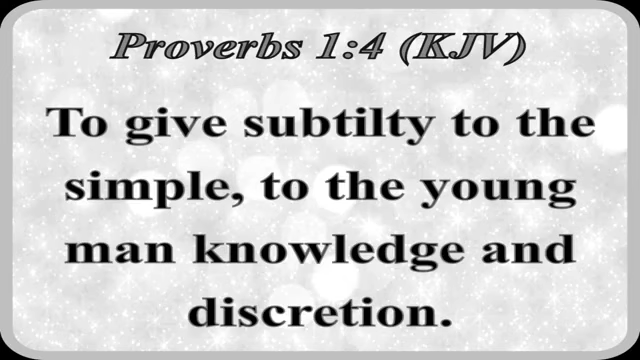 Proverbs 1:4 (KJV)
To give subtilty to the
simple, to the young
man knowledge and
discretion.